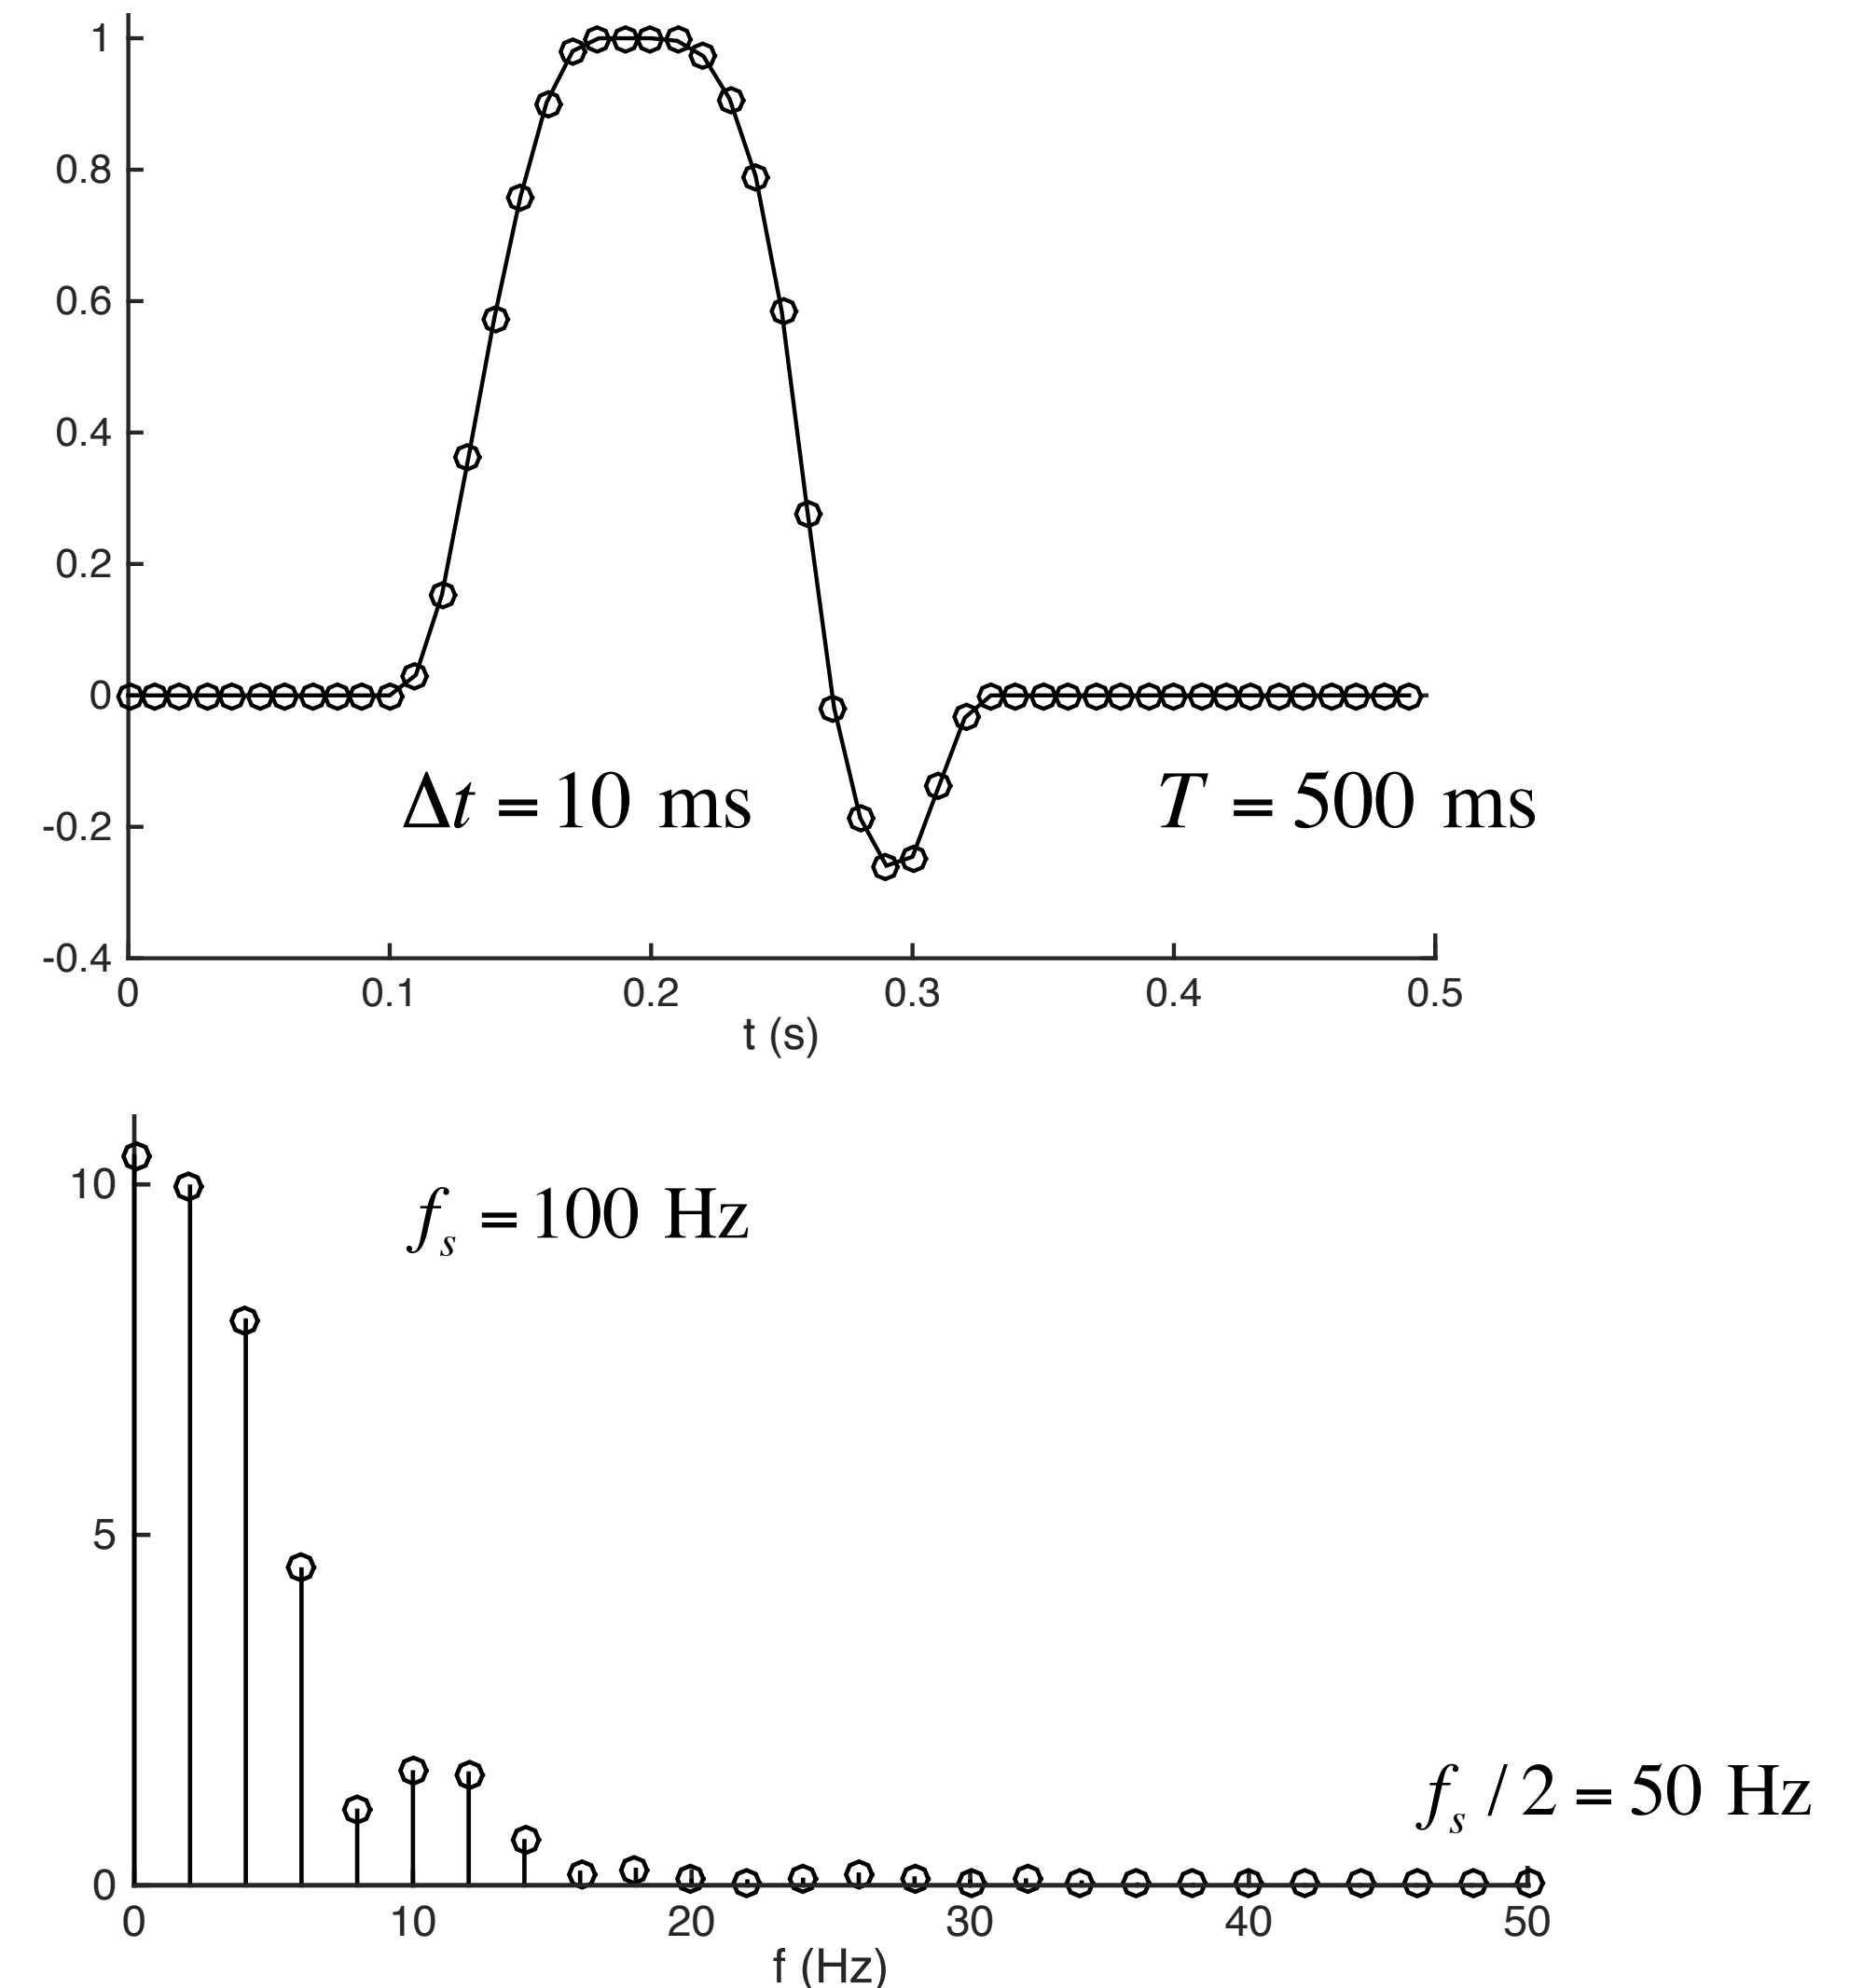 1
0.8
0.6
0.4
0.2
0
-0.2
-0.4
Δt = 10 ms
T = 500 ms
0 0.1 0.2 0.3 0.4 0.5
t (s)
10
5
0
f_s = 100 Hz
f_s / 2 = 50 Hz
0 10 20 30 40 50
f (Hz)